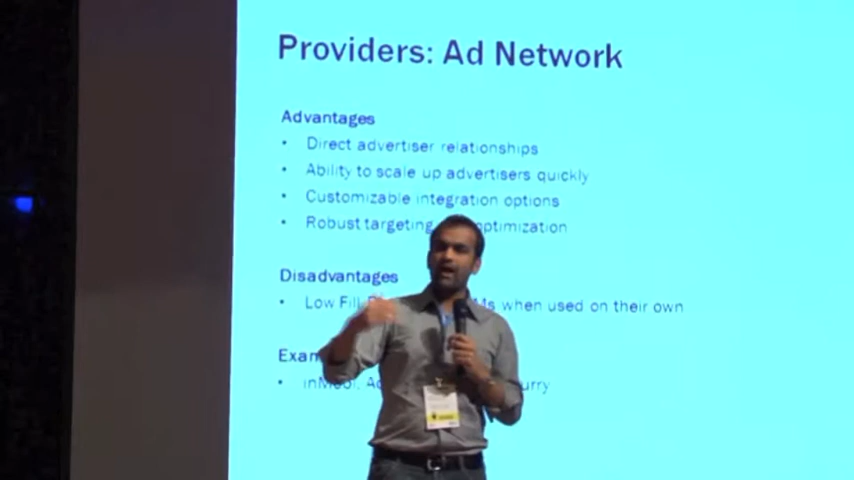 Providers: Ad Network
Advantages
• Direct advertiser relationships
• Ability to scale up advertisers quickly
• Customizable integration options
• Robust targeting optimization
Disadvantages
• Low Fill when used on their own
• inMobi,